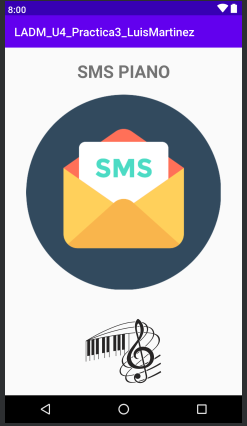 8:00
LADM_U4_Practica3_LuisMartinez
SMS PIANO
SMS